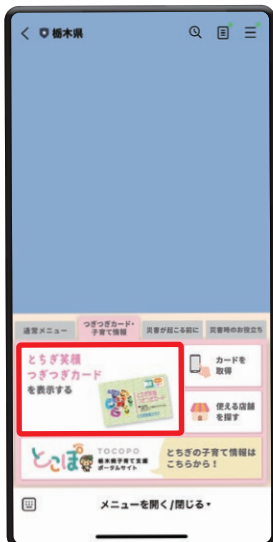 栃木県
通常メニュー
つぎつぎカード・
子育て情報
災害が起こる前に
災害時のお役立ち
とちぎ笑顔
つぎつぎカード
を表示する
カードを
取得
使える店舗
を探す
とこぽ
TOCOPO
栃木県子育て支援
ポータルサイト
とちぎの子育て情報は
こちらから！
メニューを開く/閉じる